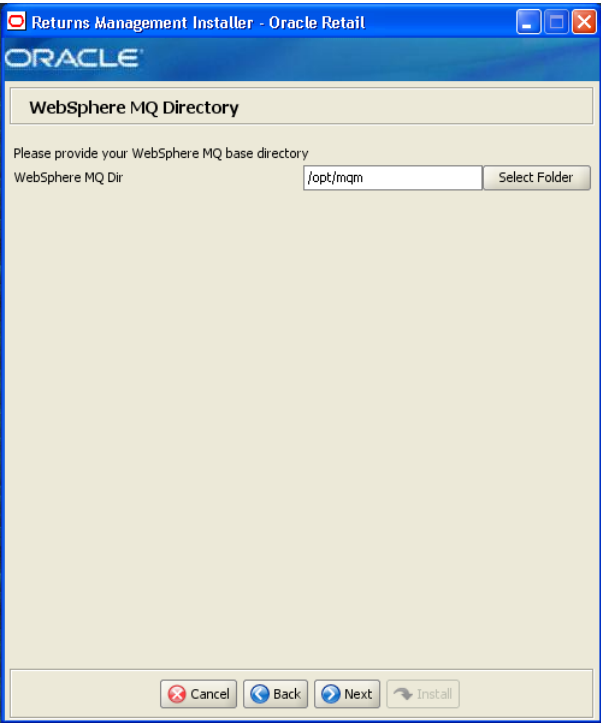 Returns Management Installer - Oracle Retail
ORACLE
WebSphere MQ Directory
Please provide your WebSphere MQ base directory
WebSphere MQ Dir /opt/mqm Select Folder
Cancel Back Next Install